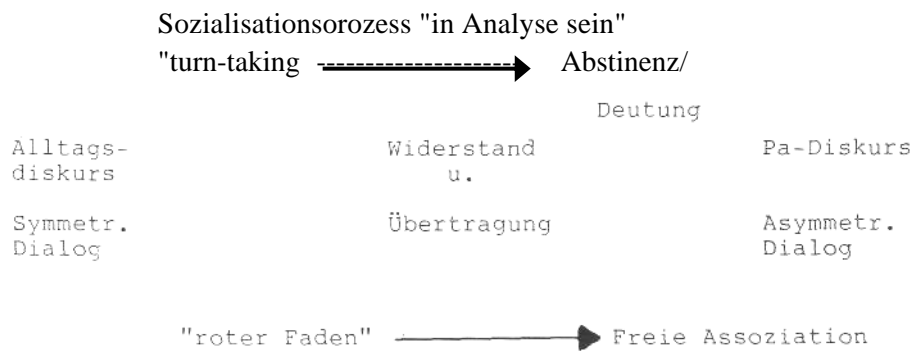 Sozialisationsorozess "in Analyse sein"
"turn-taking Abstinenz/
Deutung
Alltags- Widerstand Pa-Diskurs
diskurs u.
Symmetr. Übertragung Asymmetr.
Dialog Dialog
"roter Faden" Freie Assoziation